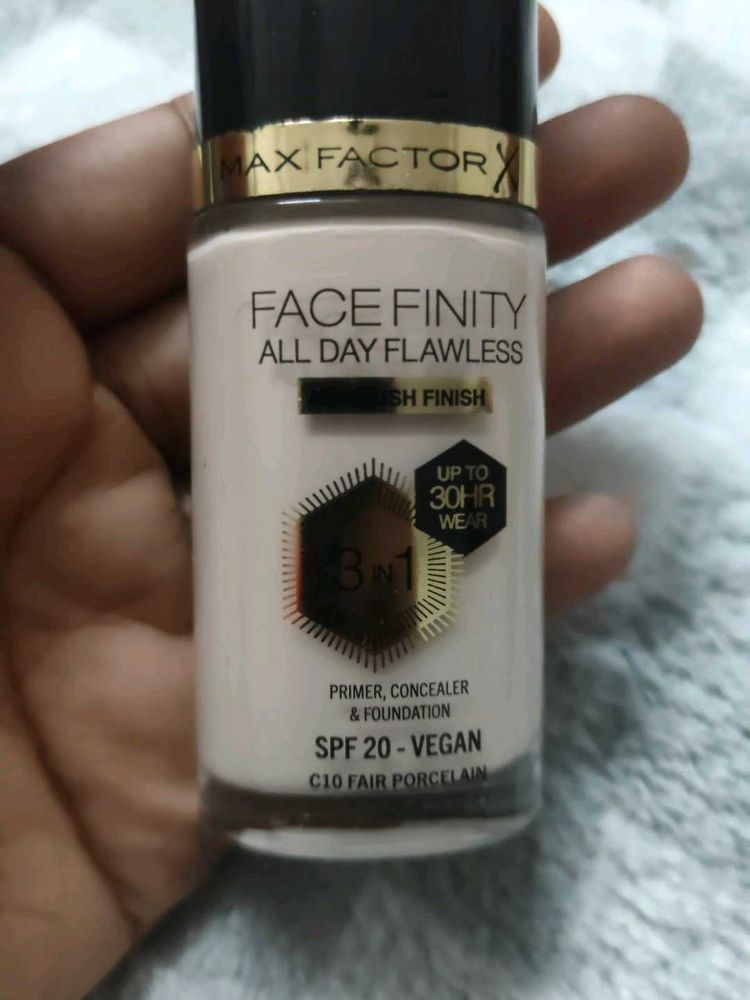 MAX FACTOR X
FACEFINITY
ALL DAY FLAWLESS
FINISH
UP TO
30HR
WEAR
3 IN 1
PRIMER, CONCEALER
& FOUNDATION
SPF 20 - VEGAN
C10 FAIR PORCELAIN